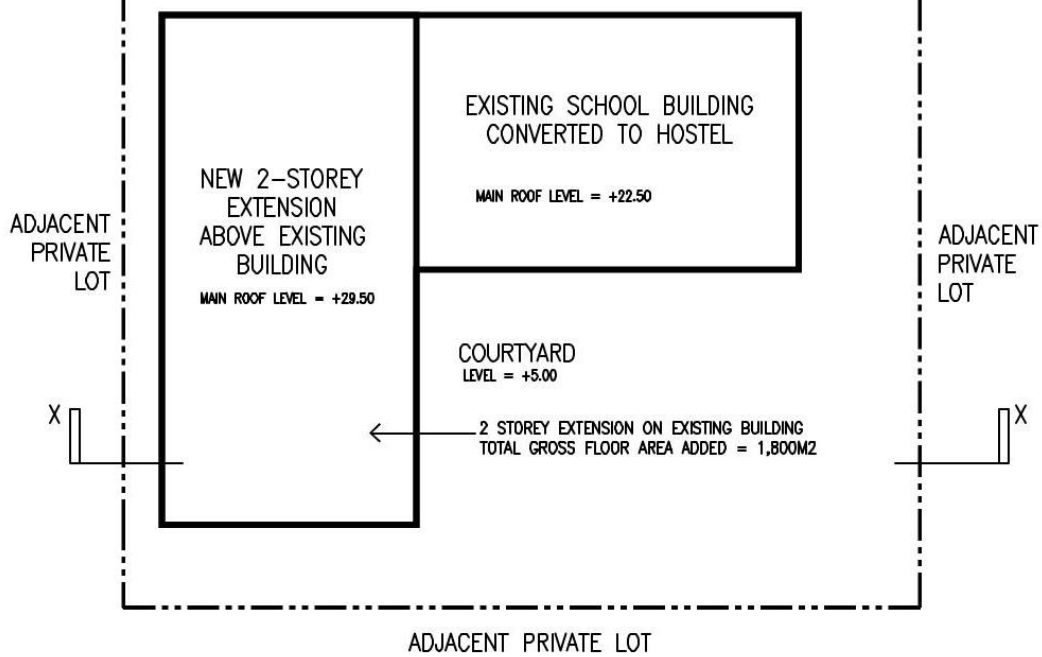 EXISTING SCHOOL BUILDING
CONVERTED TO HOSTEL
MAIN ROOF LEVEL = +22.50
NEW 2-STOREY
EXTENSION
ABOVE EXISTING
BUILDING
MAIN ROOF LEVEL = +29.50
ADJACENT
PRIVATE
LOT
ADJACENT
PRIVATE
LOT
COURTYARD
LEVEL = +5.00
X
X
2 STOREY EXTENSION ON EXISTING BUILDING
TOTAL GROSS FLOOR AREA ADDED = 1,800M2
ADJACENT PRIVATE LOT